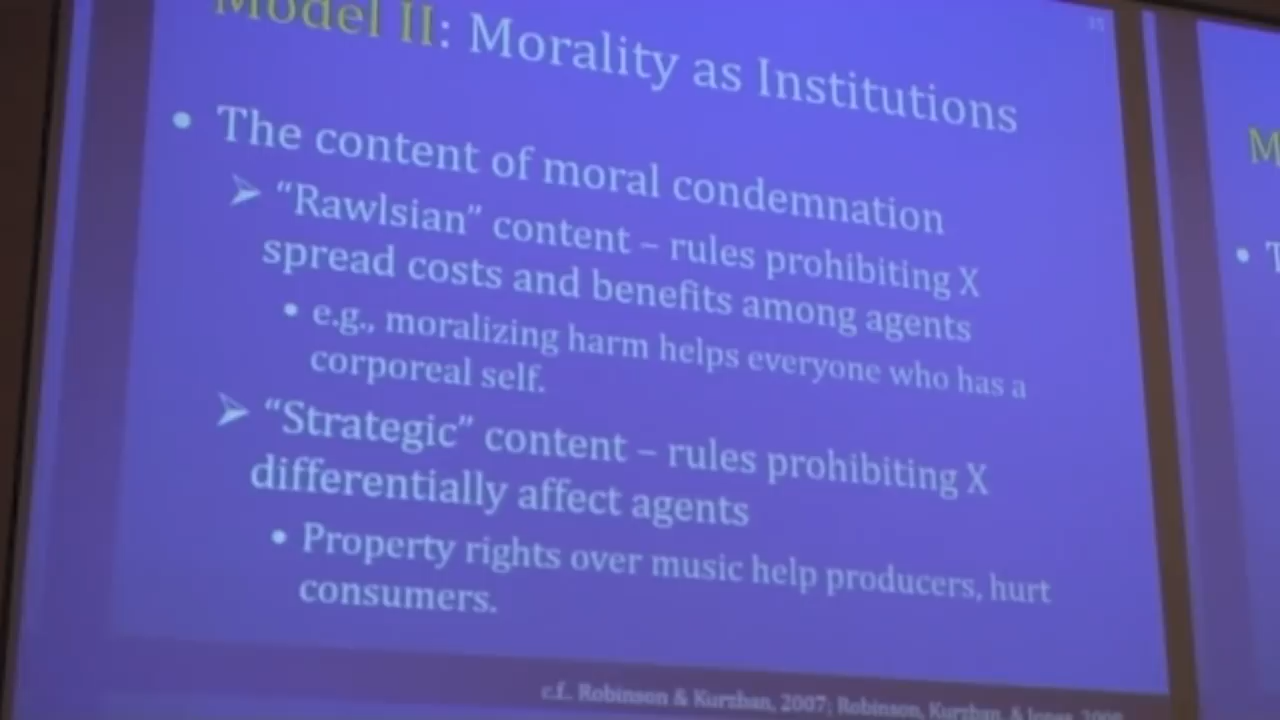 Model II: Morality as Institutions
• The content of moral condemnation
➢ “Rawlsian” content – rules prohibiting X
spread costs and benefits among agents
• e.g., moralizing harm helps everyone who has a
corporeal self.
➢ “Strategic” content – rules prohibiting X
differentially affect agents
• Property rights over music help producers, hurt
consumers.
c.f.. Robinson & Kurzban, 2007; Robinson, Kurzban, &
M
• T